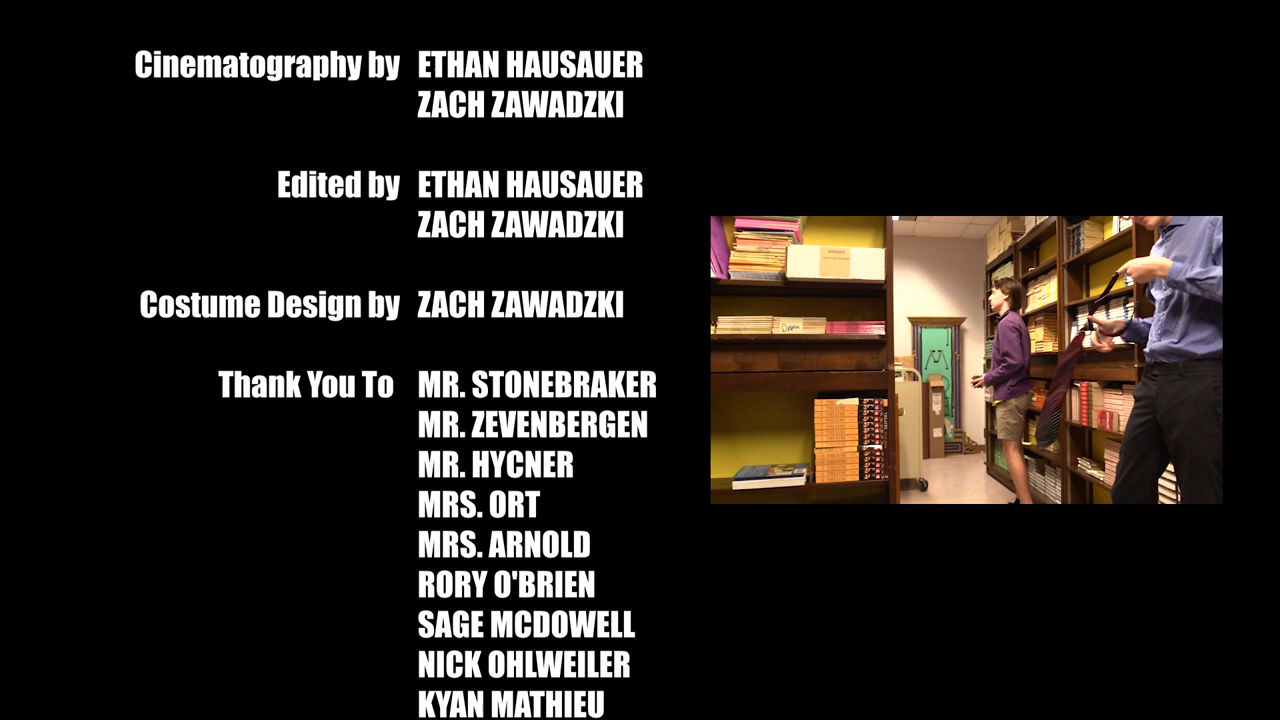 Cinematography by ETHAN HAUSAUER
ZACH ZAWADZKI
Edited by ETHAN HAUSAUER
ZACH ZAWADZKI
Costume Design by ZACH ZAWADZKI
Thank You To MR. STONEBRAKER
MR. ZEVENBERGEN
MR. HYCNER
MRS. ORT
MRS. ARNOLD
RORY O'BRIEN
SAGE MCDOWELL
NICK OHLWEILER
KYAN MATHIEU